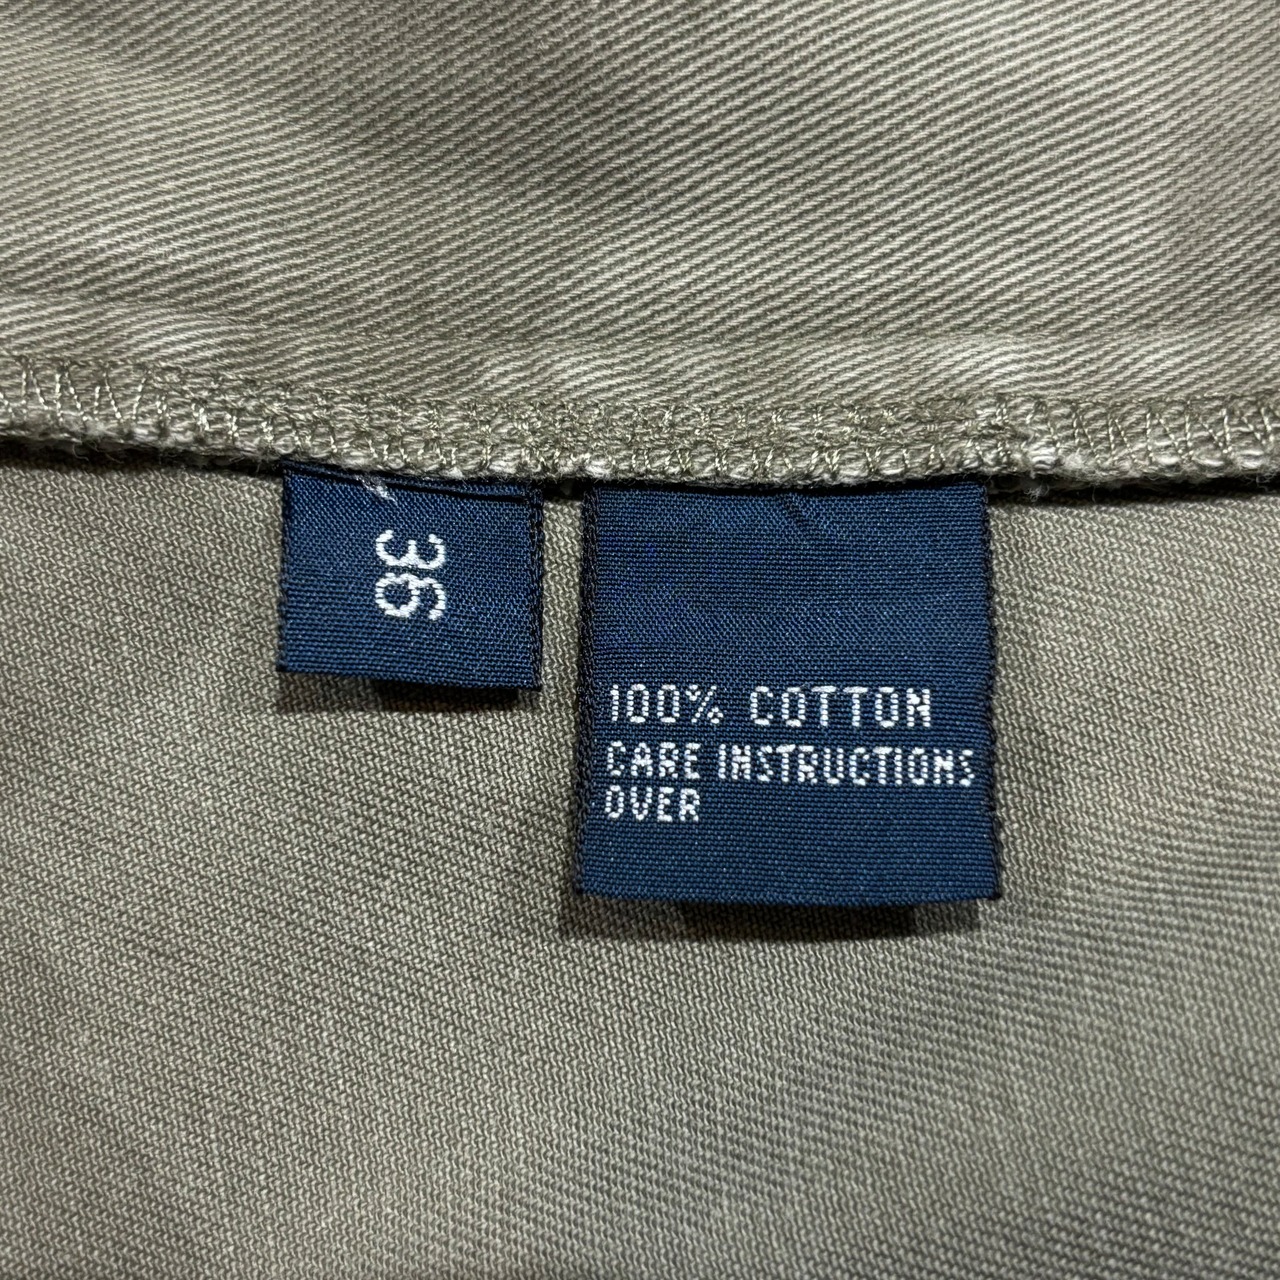 36
100% COTTON
CARE INSTRUCTIONS
OVER